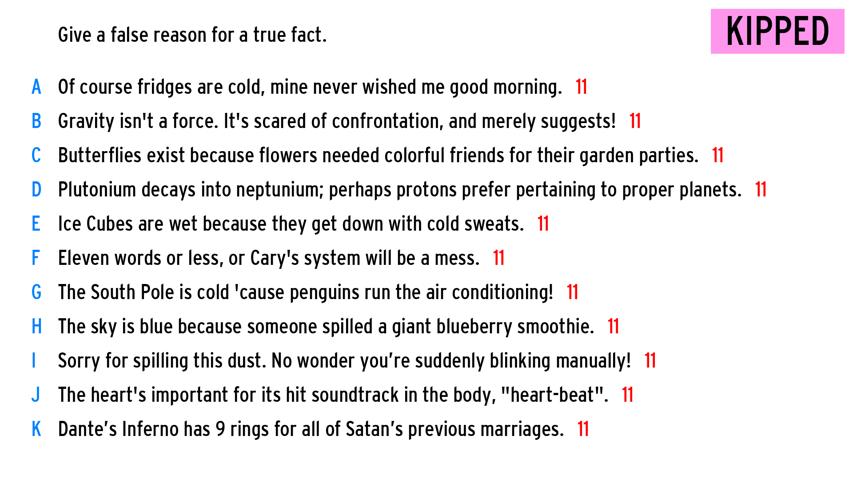 Give a false reason for a true fact.
KIPPED
A Of course fridges are cold, mine never wished me good morning. 11
B Gravity isn't a force. It's scared of confrontation, and merely suggests! 11
C Butterflies exist because flowers needed colorful friends for their garden parties. 11
D Plutonium decays into neptunium; perhaps protons prefer pertaining to proper planets. 11
E Ice Cubes are wet because they get down with cold sweats. 11
F Eleven words or less, or Cary's system will be a mess. 11
G The South Pole is cold 'cause penguins run the air conditioning! 11
H The sky is blue because someone spilled a giant blueberry smoothie. 11
I Sorry for spilling this dust. No wonder you’re suddenly blinking manually! 11
J The heart's important for its hit soundtrack in the body, "heart-beat". 11
K Dante’s Inferno has 9 rings for all of Satan’s previous marriages. 11